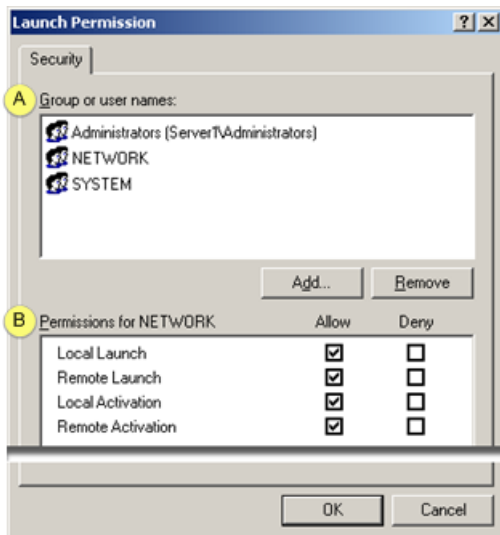 Launch Permission
Security
A Group or user names:
Administrators (Server1\Administrators)
NETWORK
SYSTEM
Add... Remove
B Permissions for NETWORK Allow Deny
Local Launch
Remote Launch
Local Activation
Remote Activation
OK Cancel